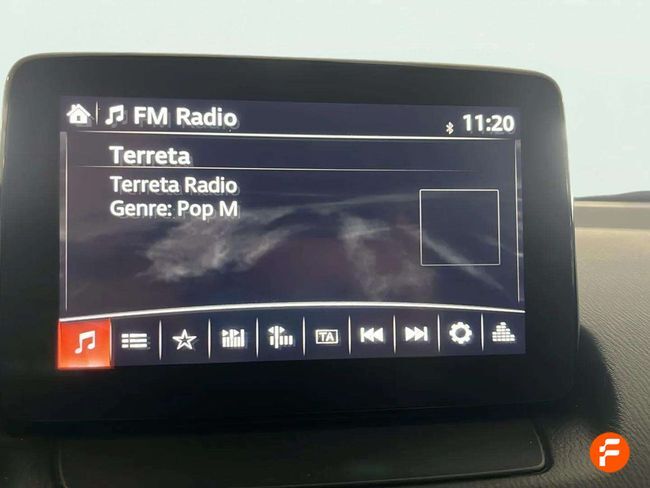 FM Radio
11:20
Terreta
Terreta Radio
Genre: Pop M
TA